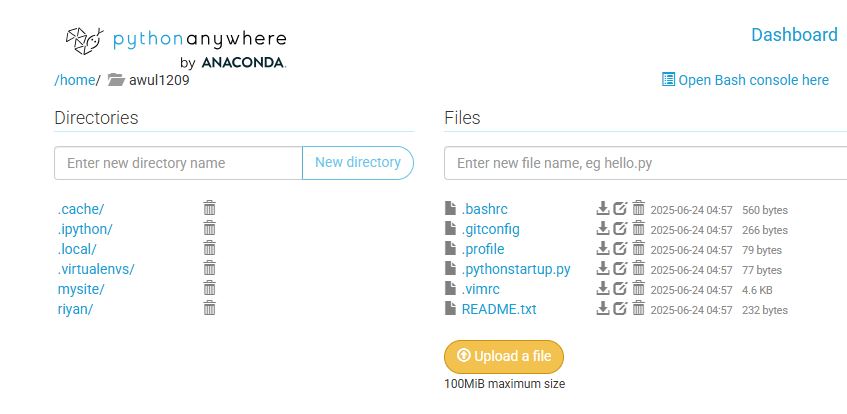 pythonanywhere
by ANACONDA.
Dashboard
/home/ awul1209
Open Bash console here
Directories
Enter new directory name New directory
.cache/
.ipython/
.local/
.virtualenvs/
mysite/
riyan/
Files
Enter new file name, eg hello.py
.bashrc 2025-06-24 04:57 560 bytes
.gitconfig 2025-06-24 04:57 266 bytes
.profile 2025-06-24 04:57 79 bytes
.pythonstartup.py 2025-06-24 04:57 77 bytes
.vimrc 2025-06-24 04:57 4.6 KB
README.txt 2025-06-24 04:57 232 bytes
Upload a file
100MiB maximum size